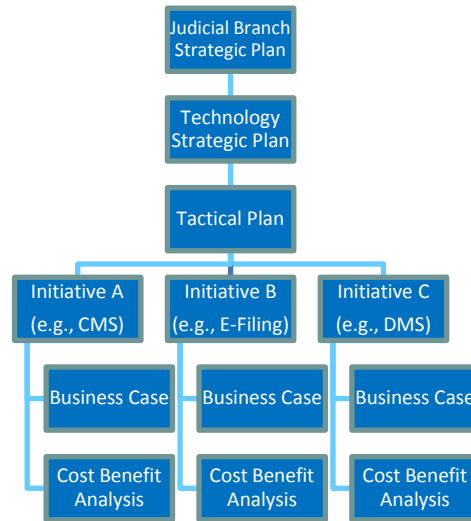 Judicial Branch
Strategic Plan
Technology
Strategic Plan
Tactical Plan
Initiative A
(e.g., CMS)
Initiative B
(e.g., E-Filing)
Initiative C
(e.g., DMS)
Business Case
Business Case
Business Case
Cost Benefit
Analysis
Cost Benefit
Analysis
Cost Benefit
Analysis